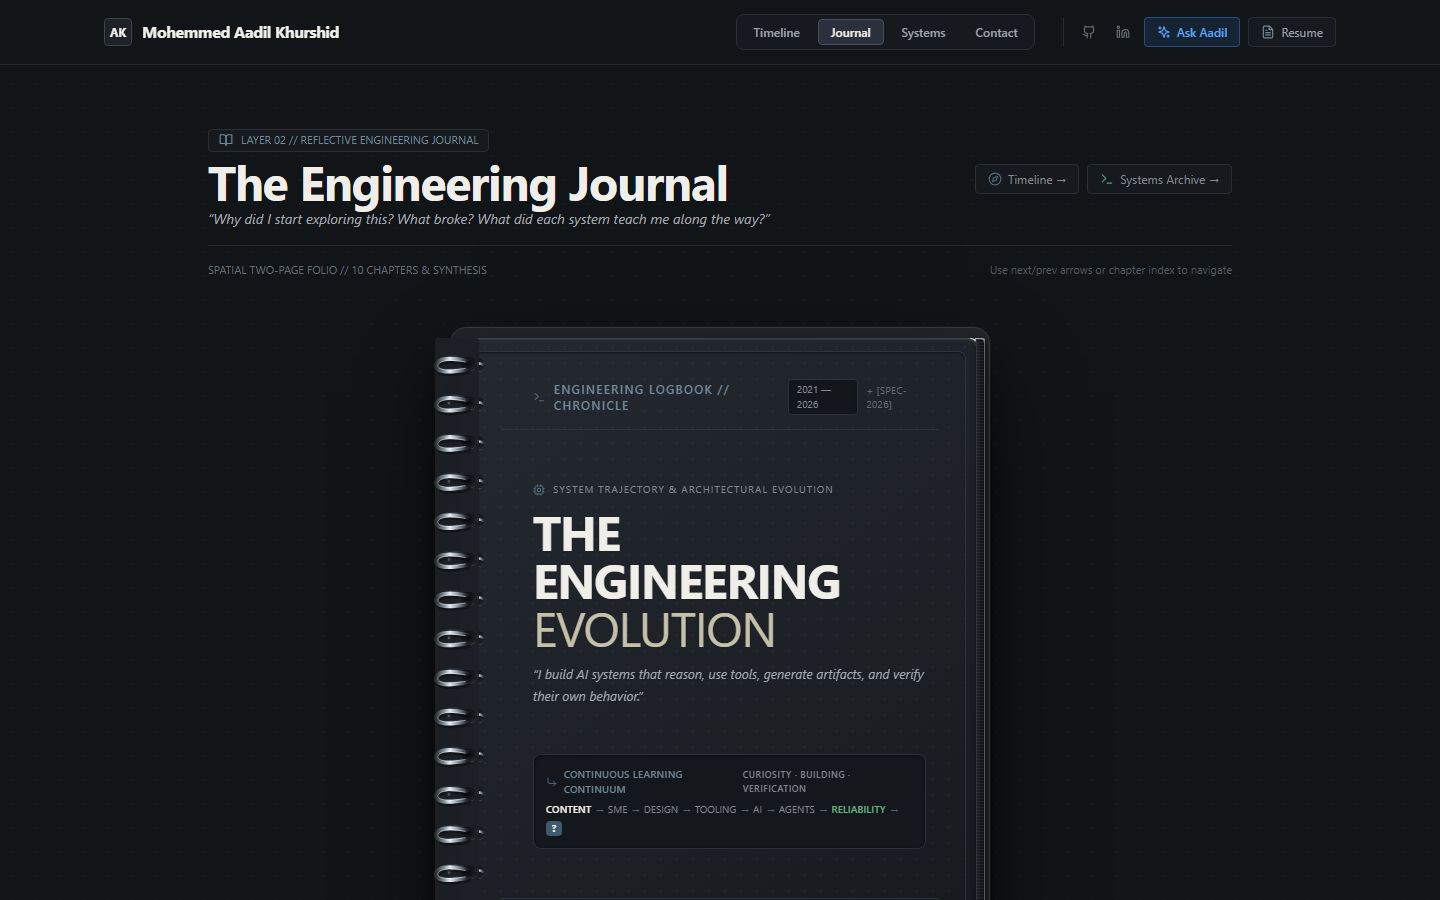 AK Mohemmed Aadil Khurshid
Timeline Journal Systems Contact
Ask Aadil
Resume
LAYER 02 // REFLECTIVE ENGINEERING JOURNAL
The Engineering Journal
"Why did I start exploring this? What broke? What did each system teach me along the way?"
Timeline →
Systems Archive →
SPATIAL TWO-PAGE FOLIO // 10 CHAPTERS & SYNTHESIS
Use next/prev arrows or chapter index to navigate
ENGINEERING LOGBOOK //
CHRONICLE
2021 —
2026
+ [SPEC-
2026]
SYSTEM TRAJECTORY & ARCHITECTURAL EVOLUTION
THE
ENGINEERING
EVOLUTION
"I build AI systems that reason, use tools, generate artifacts, and verify
their own behavior."
CONTINUOUS LEARNING
CONTINUUM
CURIOSITY · BUILDING ·
VERIFICATION
CONTENT → SME → DESIGN → TOOLING → AI → AGENTS → RELIABILITY →
?